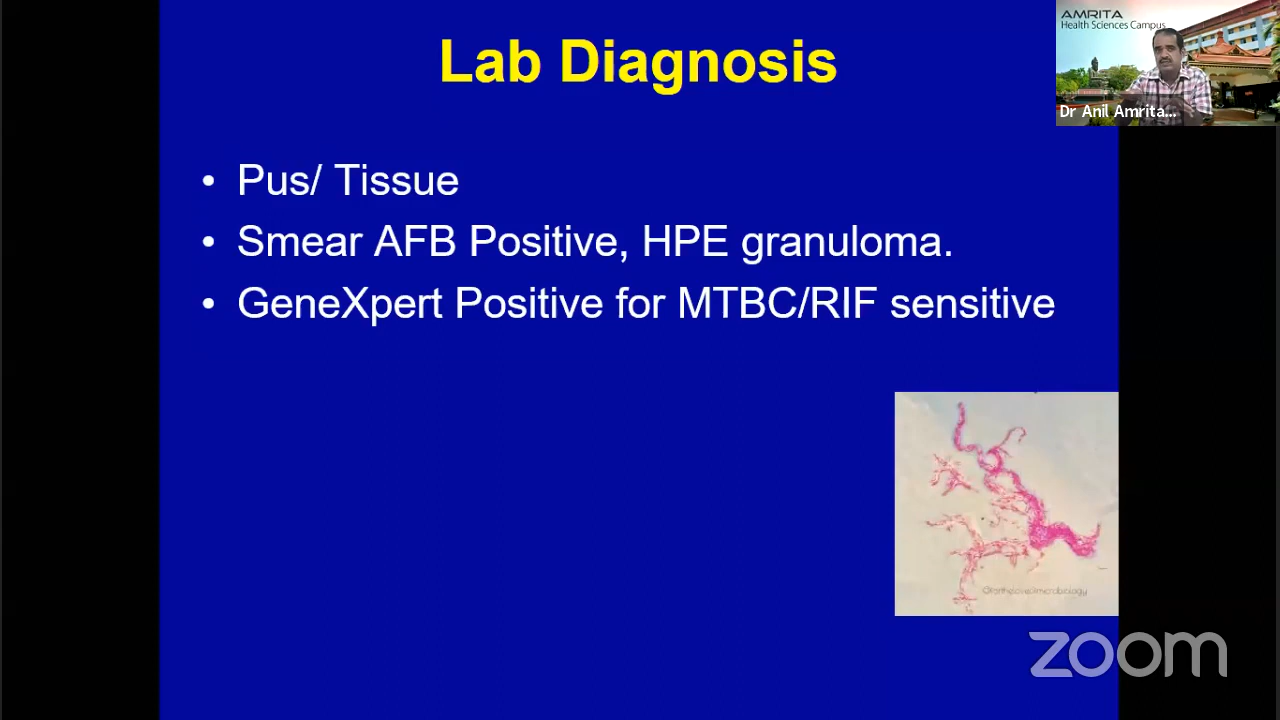 Lab Diagnosis
AMRITA
Health Sciences Campus
Dr Anil Amrita...
• Pus/ Tissue
• Smear AFB Positive, HPE granuloma.
• GeneXpert Positive for MTBC/RIF sensitive
zoom